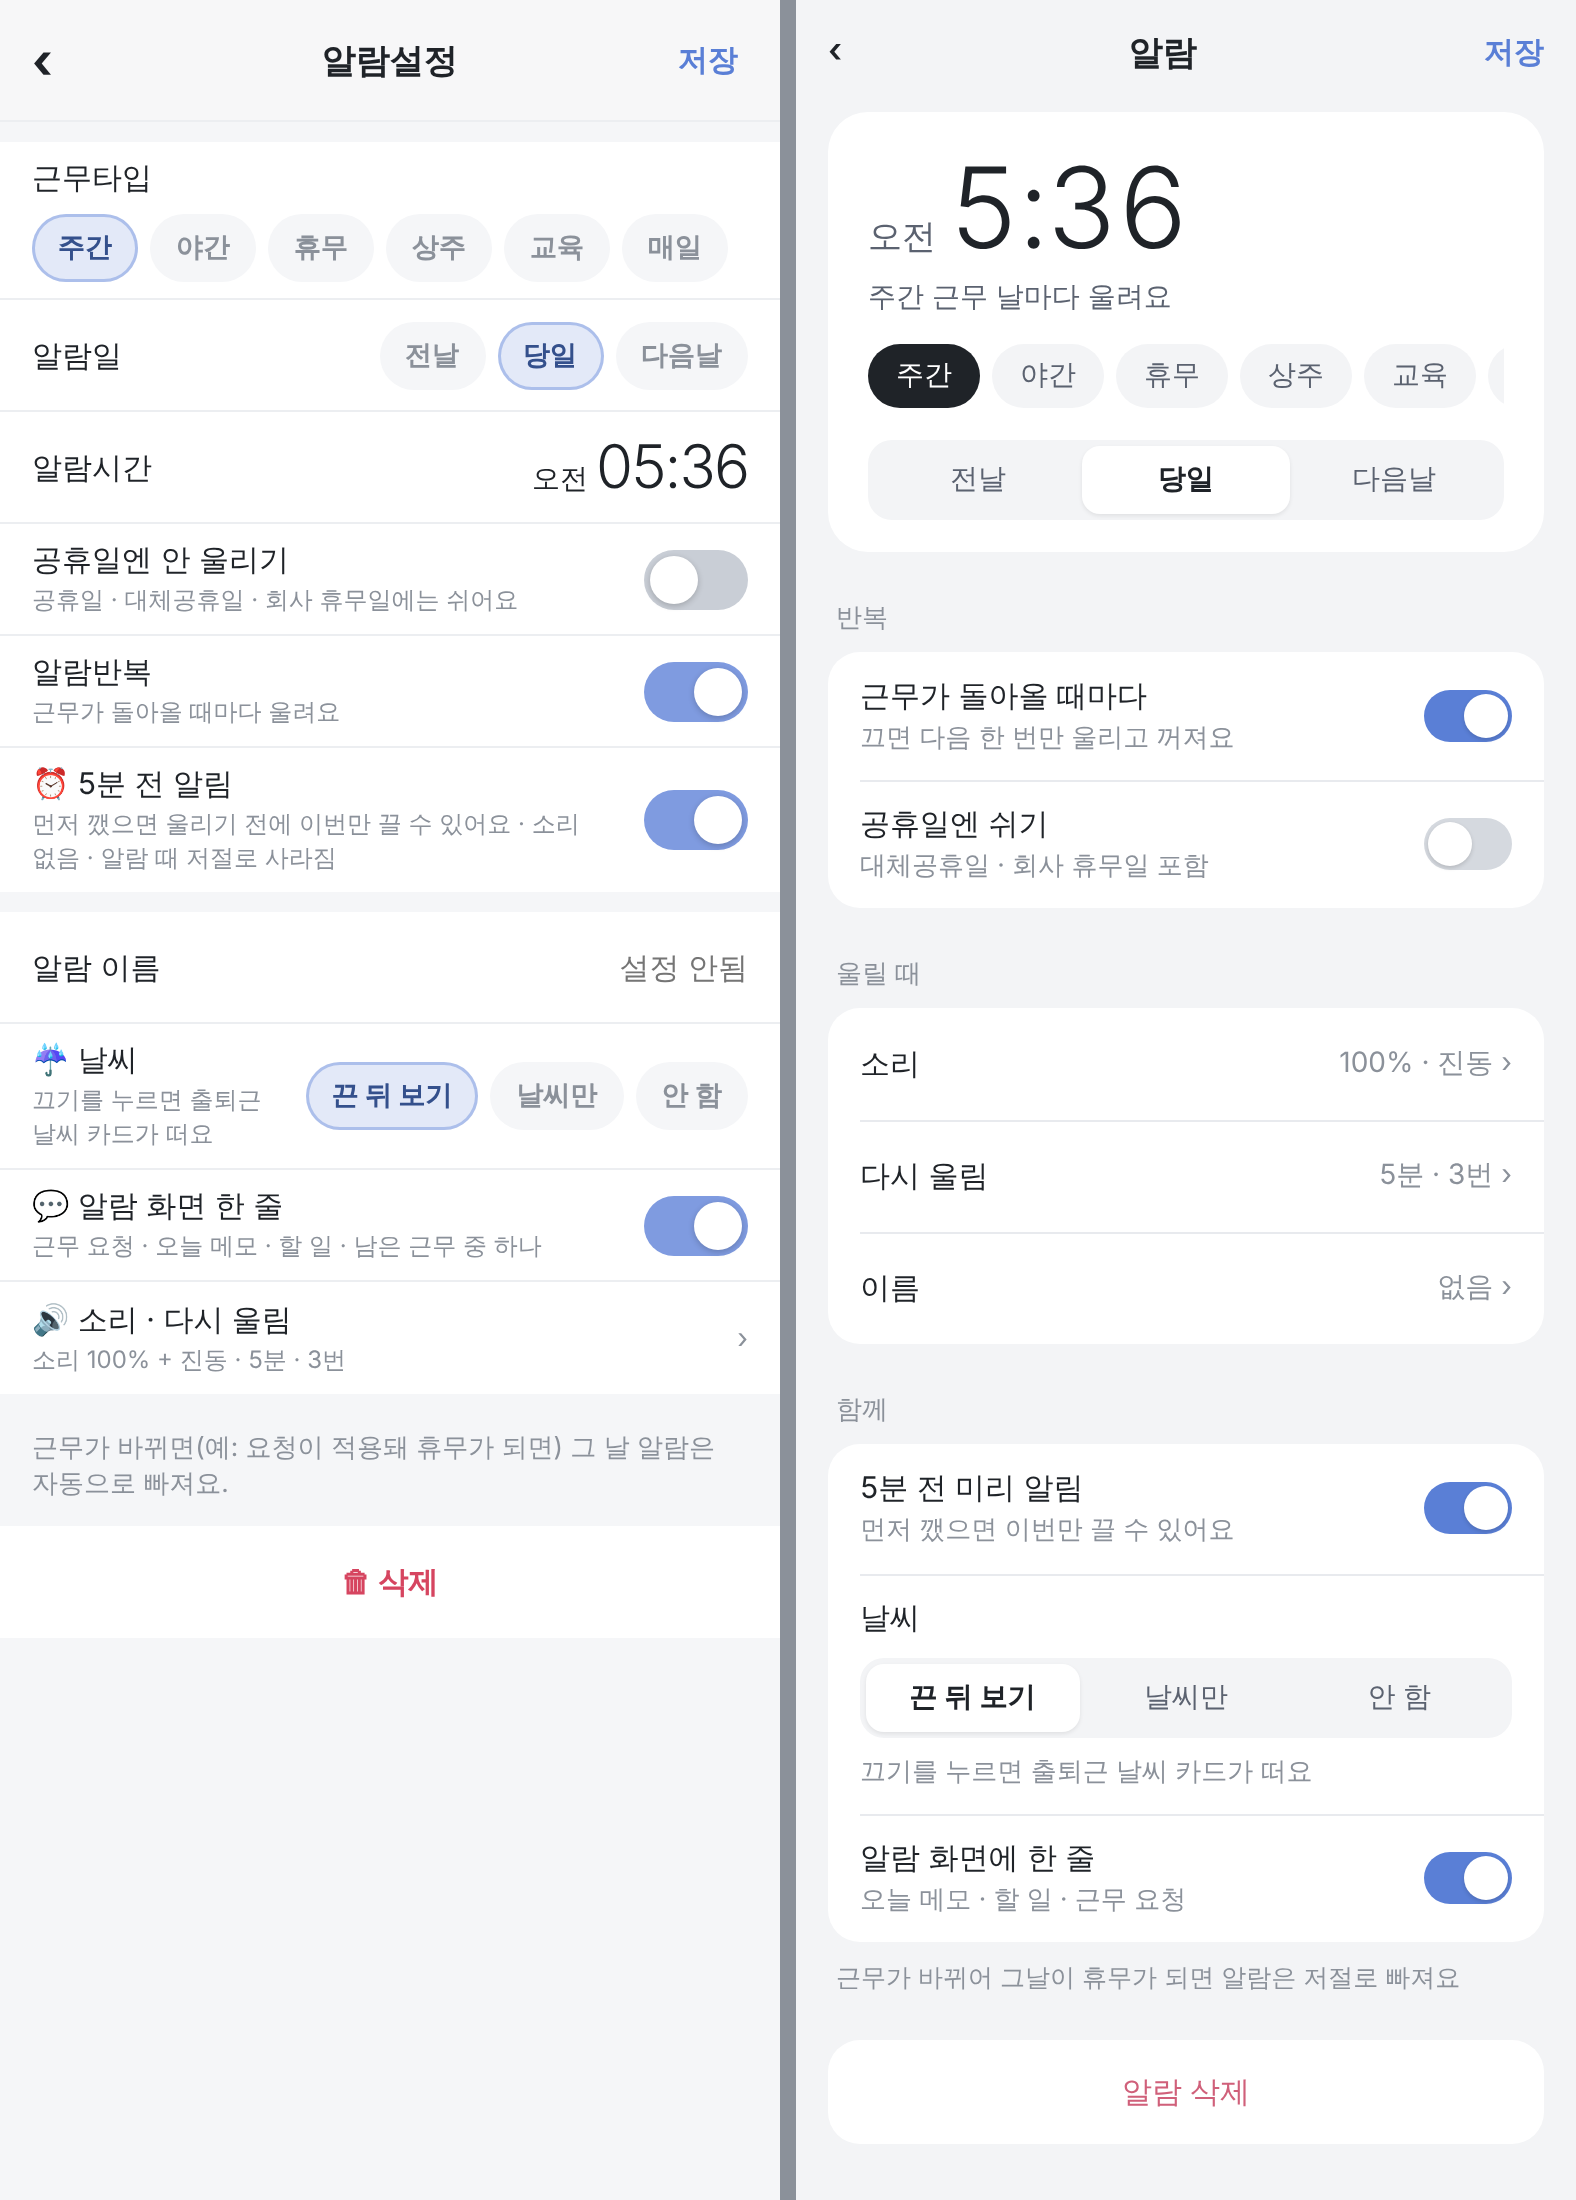 ‹ 알람설정 저장
근무타입
주간 야간 휴무 상주 교육 매일
알람일 전날 당일 다음날
알람시간 오전 05:36
공휴일엔 안 울리기
공휴일 · 대체공휴일 · 회사 휴무일에는 쉬어요
알람반복
근무가 돌아올 때마다 울려요
⏰ 5분 전 알림
먼저 깼으면 울리기 전에 이번만 끌 수 있어요 · 소리
없음 · 알람 때 저절로 사라짐
알람 이름 설정 안됨
☔ 날씨
끄기를 누르면 출퇴근
날씨 카드가 떠요
끈 뒤 보기 날씨만 안 함
💬 알람 화면 한 줄
근무 요청 · 오늘 메모 · 할 일 · 남은 근무 중 하나
🔊 소리 · 다시 울림
소리 100% + 진동 · 5분 · 3번 ›
근무가 바뀌면(예: 요청이 적용돼 휴무가 되면) 그 날 알람은
자동으로 빠져요.
🗑 삭제
‹ 알람 저장
오전 5:36
주간 근무 날마다 울려요
주간 야간 휴무 상주 교육
전날 당일 다음날
반복
근무가 돌아올 때마다
끄면 다음 한 번만 울리고 꺼져요
공휴일엔 쉬기
대체공휴일 · 회사 휴무일 포함
울릴 때
소리 100% · 진동 ›
다시 울림 5분 · 3번 ›
이름 없음 ›
함께
5분 전 미리 알림
먼저 깼으면 이번만 끌 수 있어요
날씨
끈 뒤 보기 날씨만 안 함
끄기를 누르면 출퇴근 날씨 카드가 떠요
알람 화면에 한 줄
오늘 메모 · 할 일 · 근무 요청
근무가 바뀌어 그날이 휴무가 되면 알람은 저절로 빠져요
알람 삭제